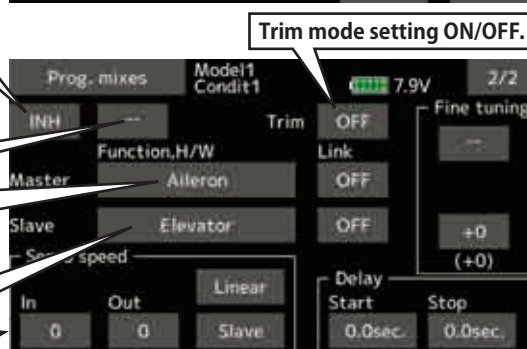 Trim mode setting ON/OFF.
Prog. mixes Model1 Condit1 7.9V 2/2
INH -- Trim OFF Fine tuning
Function,H/W Link --
Master Aileron OFF
Slave Elevator OFF +0
(+0)
Servo speed Delay
Linear
In Out Start Stop
0 0 Slave 0.0sec. 0.0sec.